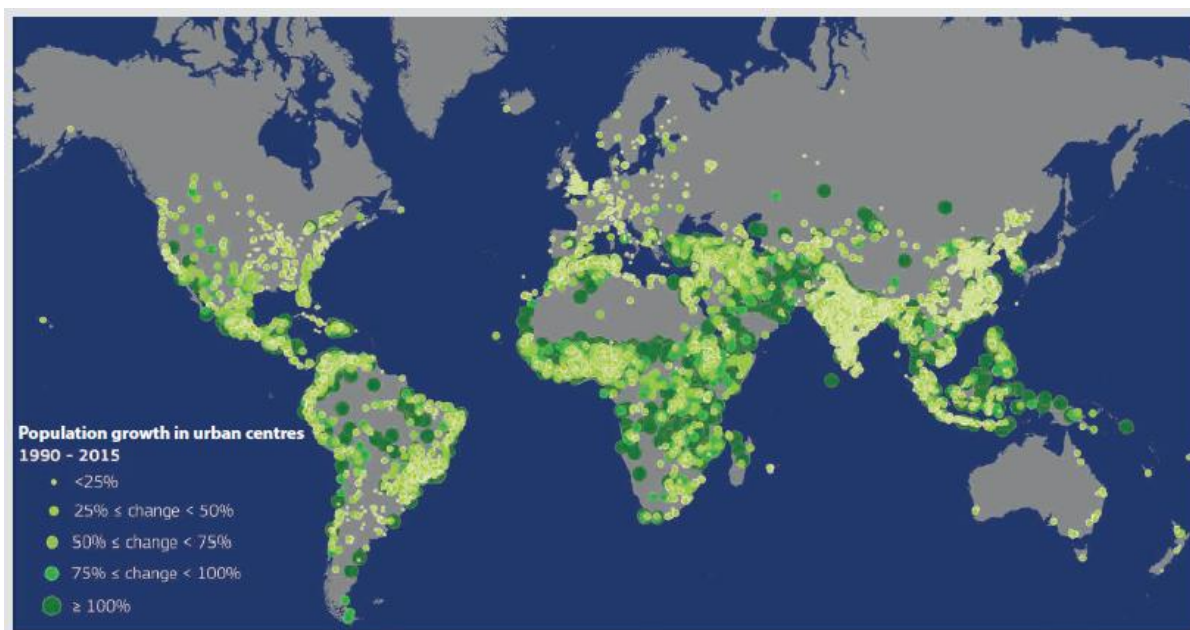 Population growth in urban centres
1990 - 2015
<25%
25% ≤ change < 50%
50% ≤ change < 75%
75% ≤ change < 100%
≥ 100%